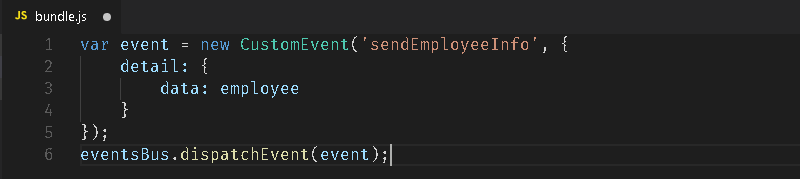 JS bundle.js
1 var event = new CustomEvent('sendEmployeeInfo', {
2     detail: {
3         data: employee
4     }
5 });
6 eventsBus.dispatchEvent(event);